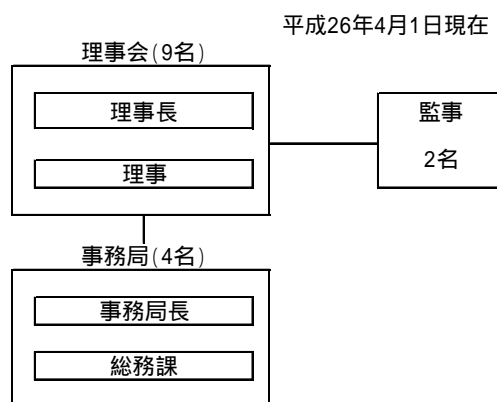 平成26年4月1日現在
理事会(9名)
理事長
理事
監事
2名
事務局(4名)
事務局長
総務課